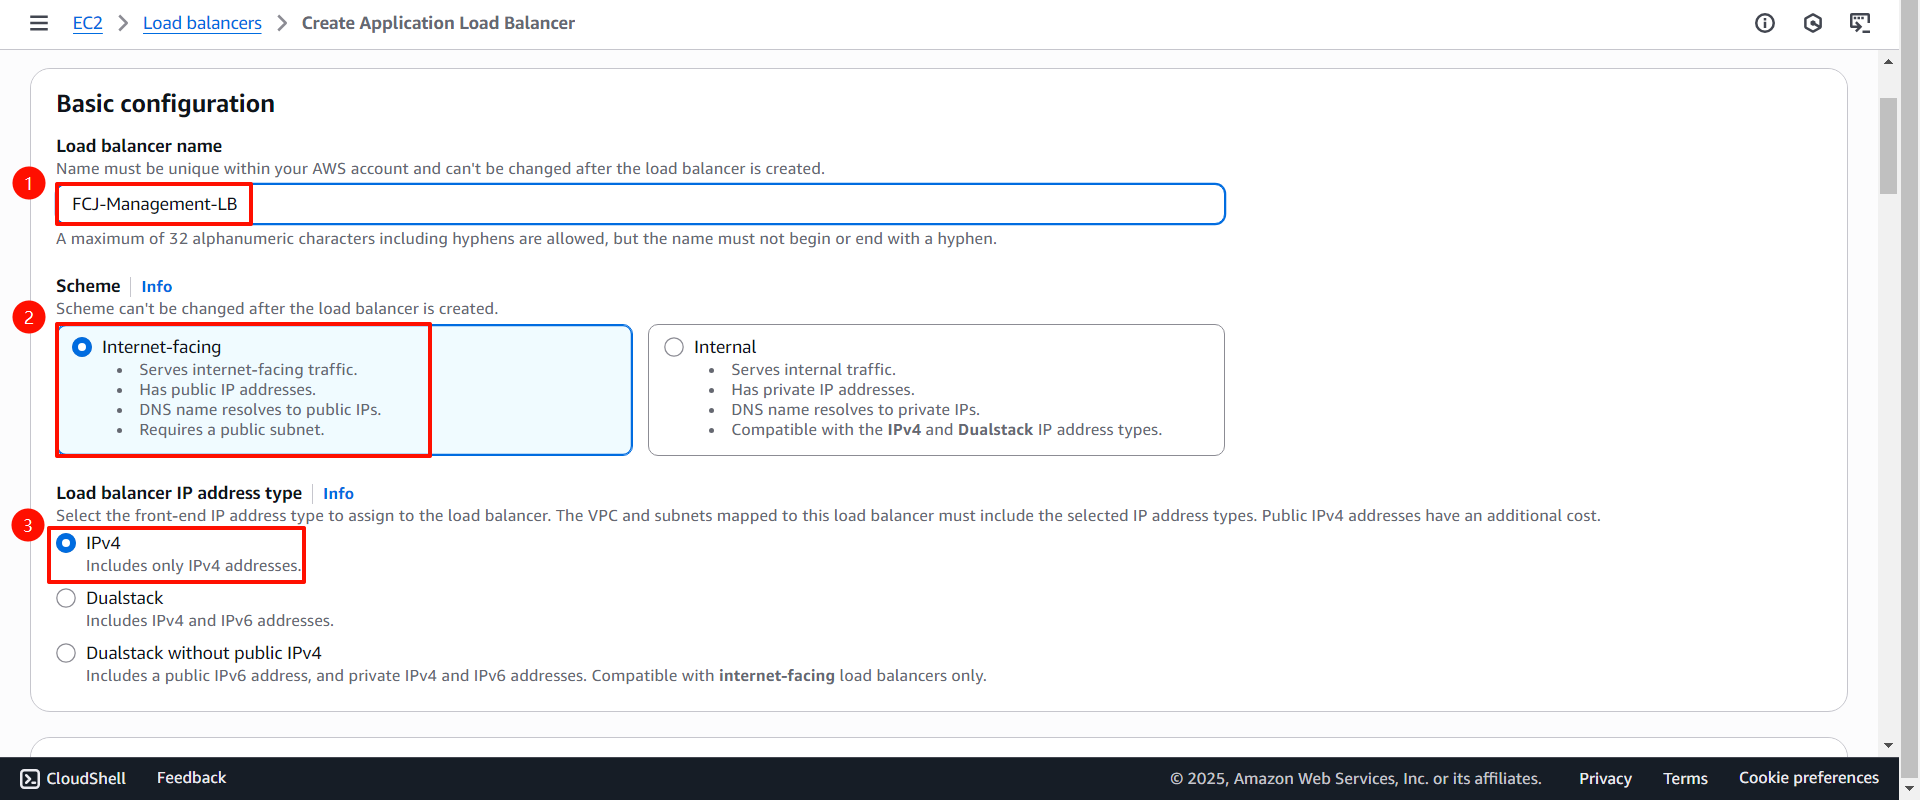 EC2 > Load balancers > Create Application Load Balancer
Basic configuration
Load balancer name
Name must be unique within your AWS account and can't be changed after the load balancer is created.
1
FCJ-Management-LB
A maximum of 32 alphanumeric characters including hyphens are allowed, but the name must not begin or end with a hyphen.
Scheme | Info
Scheme can't be changed after the load balancer is created.
2
Internet-facing
• Serves internet-facing traffic.
• Has public IP addresses.
• DNS name resolves to public IPs.
• Requires a public subnet.
Internal
• Serves internal traffic.
• Has private IP addresses.
• DNS name resolves to private IPs.
• Compatible with the IPv4 and Dualstack IP address types.
Load balancer IP address type | Info
Select the front-end IP address type to assign to the load balancer. The VPC and subnets mapped to this load balancer must include the selected IP address types. Public IPv4 addresses have an additional cost.
3
IPv4
Includes only IPv4 addresses.
Dualstack
Includes IPv4 and IPv6 addresses.
Dualstack without public IPv4
Includes a public IPv6 address, and private IPv4 and IPv6 addresses. Compatible with internet-facing load balancers only.
CloudShell Feedback © 2025, Amazon Web Services, Inc. or its affiliates. Privacy Terms Cookie preferences